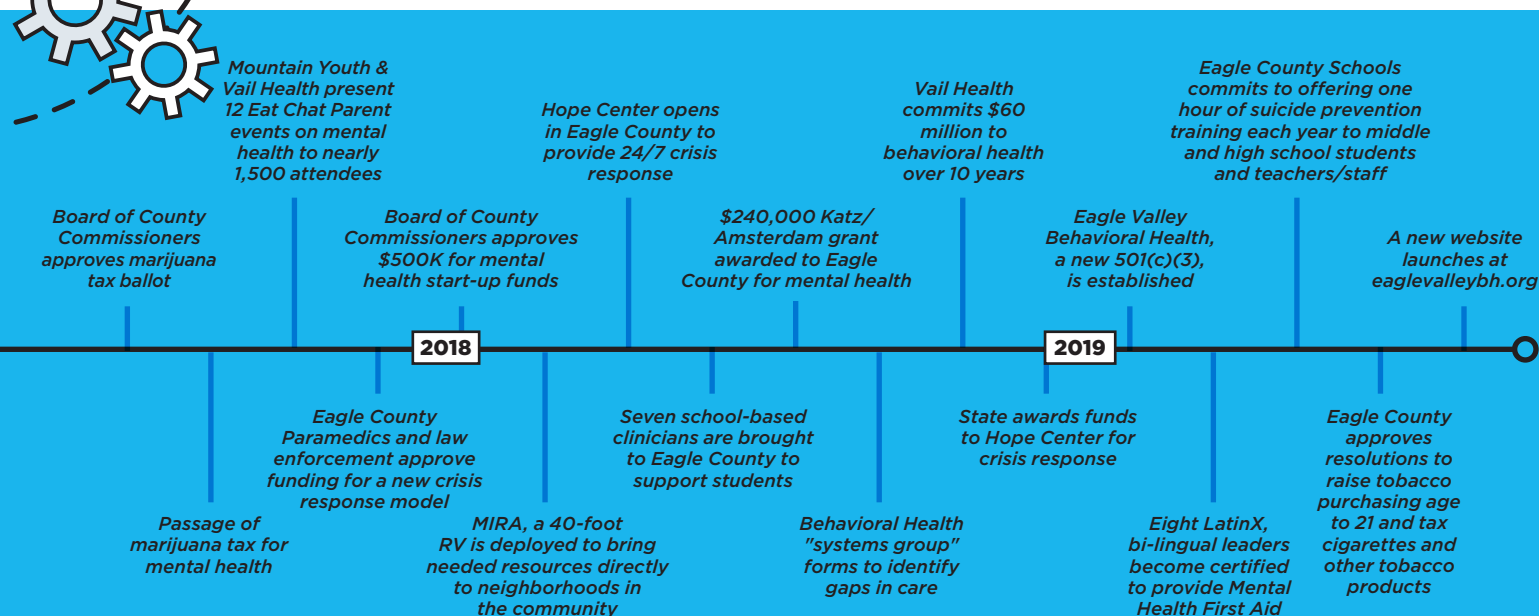 Board of County
Commissioners
approves marijuana
tax ballot
Passage of
marijuana tax for
mental health
Mountain Youth &
Vail Health present
12 Eat Chat Parent
events on mental
health to nearly
1,500 attendees
Eagle County
Paramedics and law
enforcement approve
funding for a new crisis
response model
2018
Board of County
Commissioners approves
$500K for mental
health start-up funds
MIRA, a 40-foot
RV is deployed to bring
needed resources directly
to neighborhoods in
the community
Hope Center opens
in Eagle County to
provide 24/7 crisis
response
Seven school-based
clinicians are brought
to Eagle County to
support students
$240,000 Katz/
Amsterdam grant
awarded to Eagle
County for mental health
Behavioral Health
"systems group"
forms to identify
gaps in care
Vail Health
commits $60
million to
behavioral health
over 10 years
State awards funds
to Hope Center for
crisis response
2019
Eagle Valley
Behavioral Health,
a new 501(c)(3),
is established
Eight LatinX,
bi-lingual leaders
become certified
to provide Mental
Health First Aid
Eagle County Schools
commits to offering one
hour of suicide prevention
training each year to middle
and high school students
and teachers/staff
Eagle County
approves
resolutions to
raise tobacco
purchasing age
to 21 and tax
cigarettes and
other tobacco
products
A new website
launches at
eaglevalleybh.org